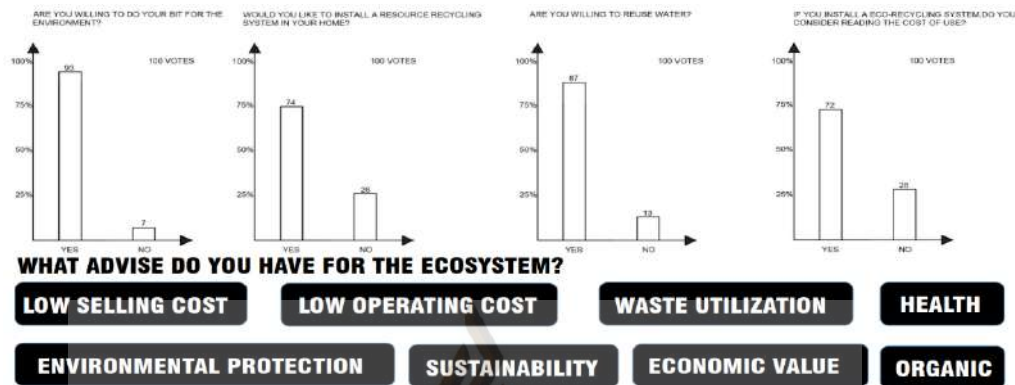 ARE YOU WILLING TO DO YOUR BIT FOR THE
ENVIRONMENT?
100%
75%
50%
25%
100 VOTES
93
7
YES
NO
WOULD YOU LIKE TO INSTALL A RESOURCE RECYCLING
SYSTEM IN YOUR HOME?
100%
75%
50%
25%
100 VOTES
74
26
YES
NO
ARE YOU WILLING TO REUSE WATER?
100%
75%
50%
25%
100 VOTES
87
13
YES
NO
IF YOU INSTALL A ECO-RECYCLING SYSTEM,DO YOU
CONSIDER READING THE COST OF USE?
100%
75%
50%
25%
100 VOTES
72
28
YES
NO
WHAT ADVISE DO YOU HAVE FOR THE ECOSYSTEM?
LOW SELLING COST
LOW OPERATING COST
WASTE UTILIZATION
HEALTH
ENVIRONMENTAL PROTECTION
SUSTAINABILITY
ECONOMIC VALUE
ORGANIC